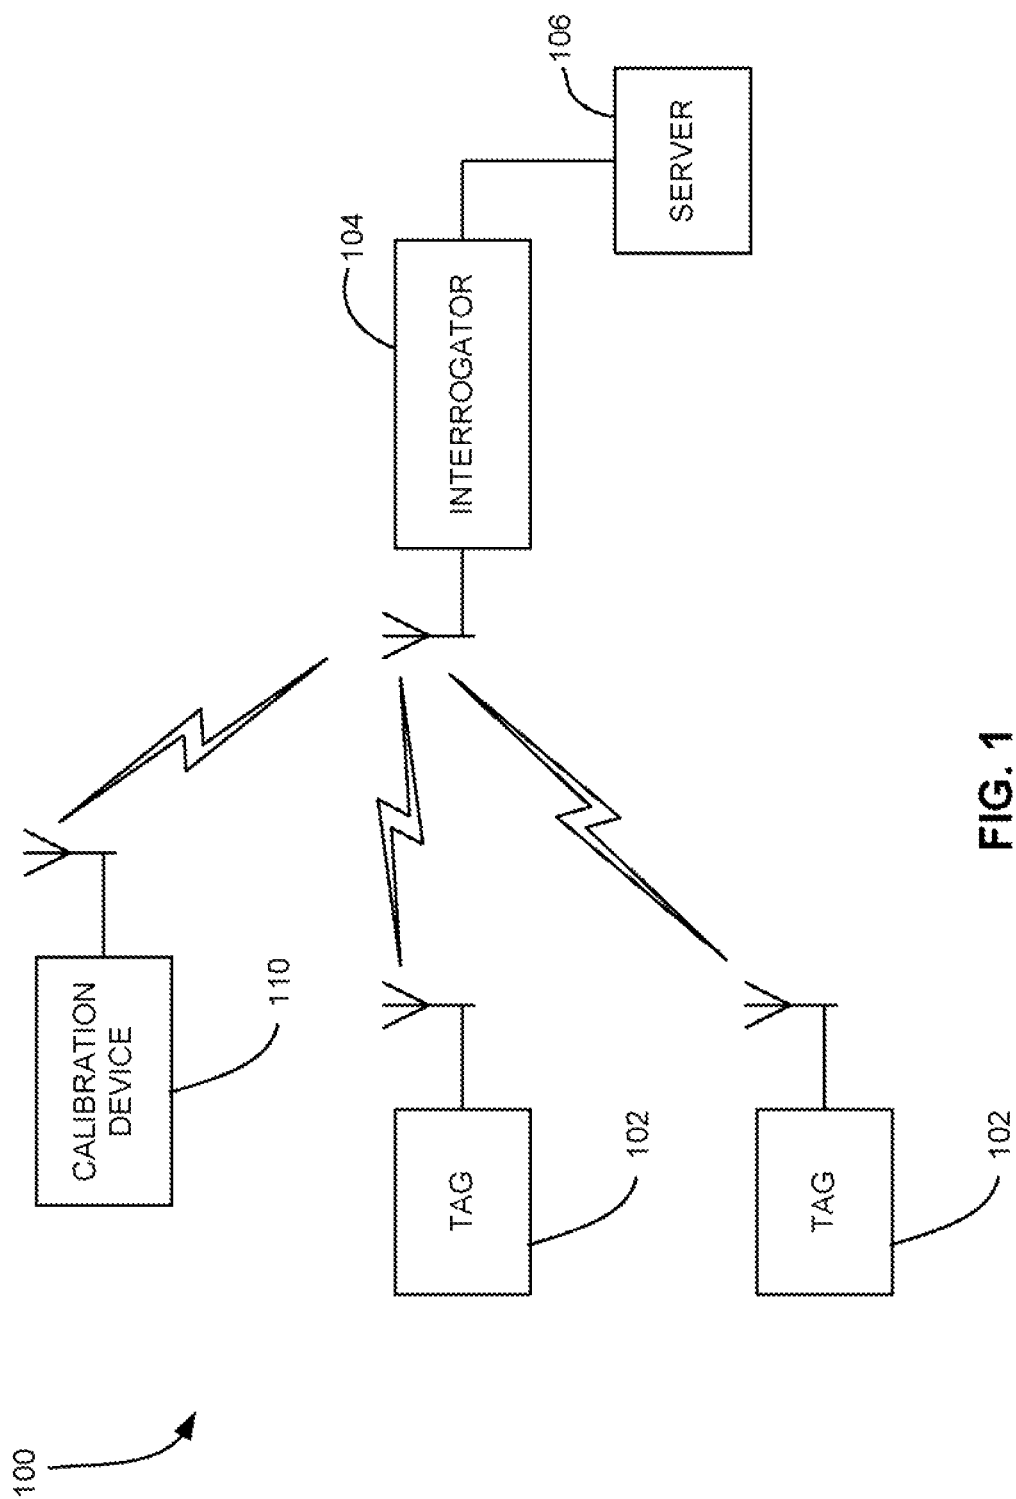 100
CALIBRATION
DEVICE
110
TAG
102
TAG
102
INTERROGATOR
104
SERVER
106
FIG. 1